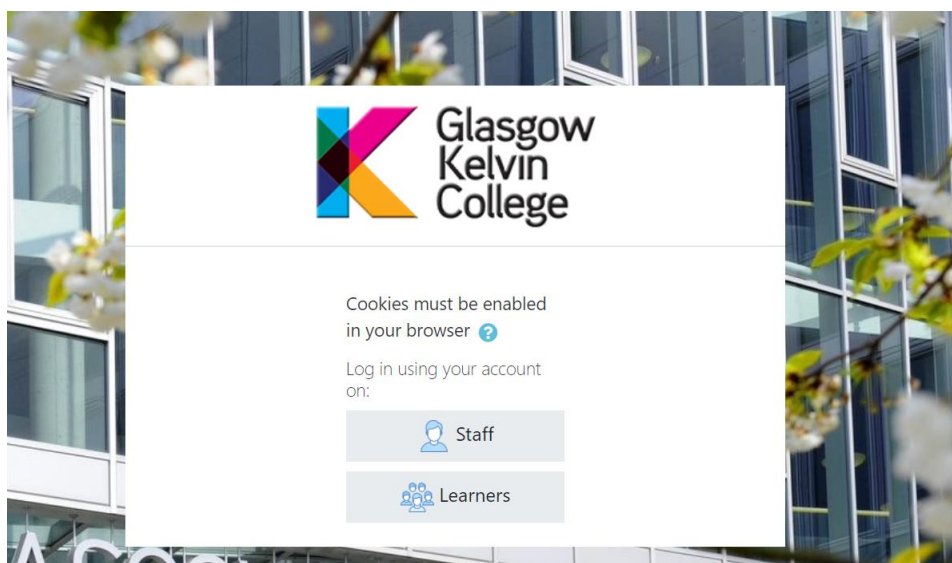 Glasgow
Kelvin
College
Cookies must be enabled
in your browser ?
Log in using your account
on:
Staff
Learners